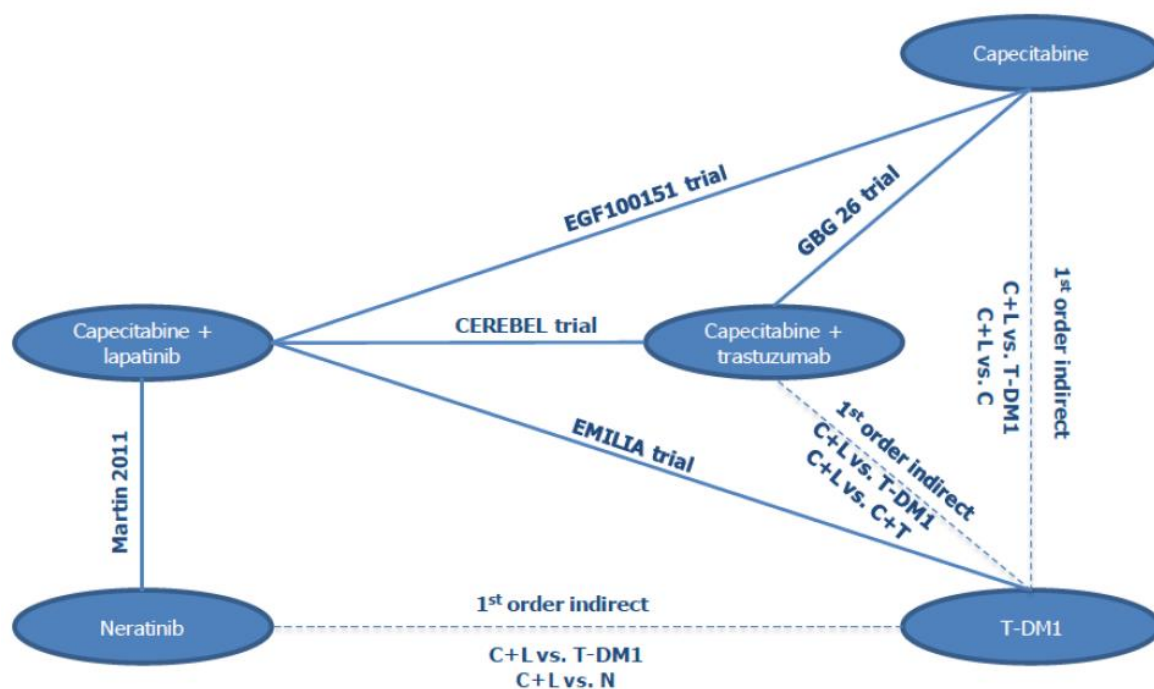 Capecitabine
EGF100151 trial
GBG 26 trial
1st order indirect
C+L vs. T-DM1
C+L vs. C
Capecitabine +
lapatinib
CEREBEL trial
Capecitabine +
trastuzumab
EMILIA trial
1st order indirect
C+L vs. T-DM1
C+L vs. C+T
Martin 2011
Neratinib
1st order indirect
C+L vs. T-DM1
C+L vs. N
T-DM1